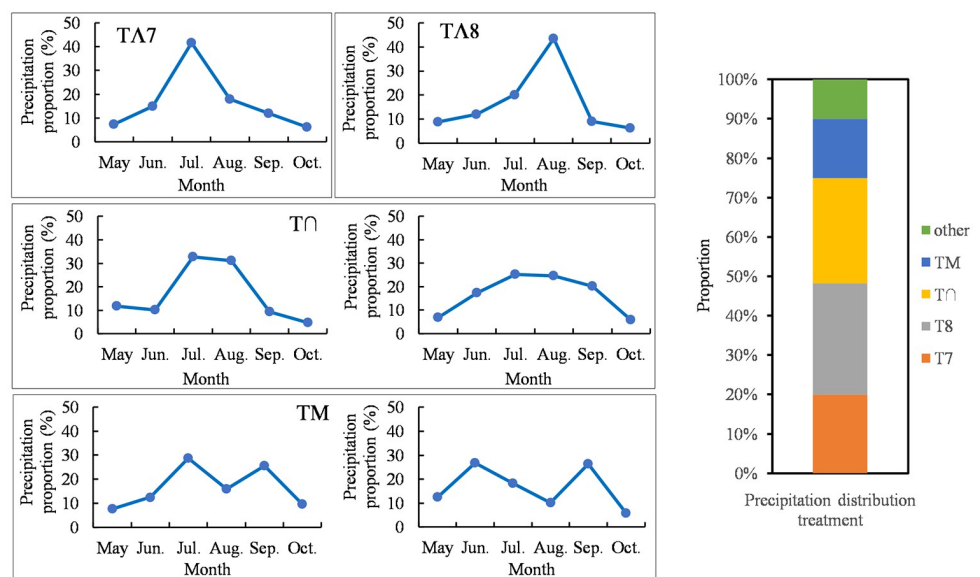 TΛ7
Precipitation
proportion (%)
50
40
30
20
10
0
May Jun. Jul. Aug. Sep. Oct.
Month
TΛ8
Precipitation
proportion (%)
50
40
30
20
10
0
May Jun. Jul. Aug. Sep. Oct.
Month
T∩
Precipitation
proportion (%)
50
40
30
20
10
0
May Jun. Jul. Aug. Sep. Oct.
Month
Precipitation
proportion (%)
50
40
30
20
10
0
May Jun. Jul. Aug. Sep. Oct.
Month
TM
Precipitation
proportion (%)
50
40
30
20
10
0
May Jun. Jul. Aug. Sep. Oct.
Month
Precipitation
proportion (%)
50
40
30
20
10
0
May Jun. Jul. Aug. Sep. Oct.
Month
Proportion
100%
90%
80%
70%
60%
50%
40%
30%
20%
10%
0%
Precipitation distribution
treatment
other
TM
T∩
T8
T7